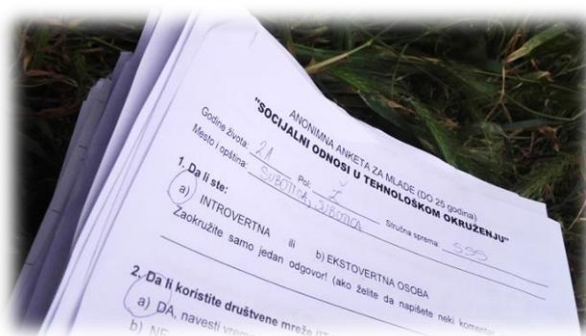 ANONIMNA ANKETA ZA MLADE (DO 25 godina)
"SOCIJALNI ODNOSI U TEHNOLOŠKOM OKRUŽENJU"
Godine života: 21 Pol: Ž Stručna sprema: SSS
Mesto i opština: SUBOTICA, SUBOTICA
1. Da li ste:
a) INTROVERTNA ili b) EKSTOVERTNA OSOBA
Zaokružite samo jedan odgovor! (ako želite da napišete neki
2. Da li koristite društvene mreže
a) DA, navesti
b) NE